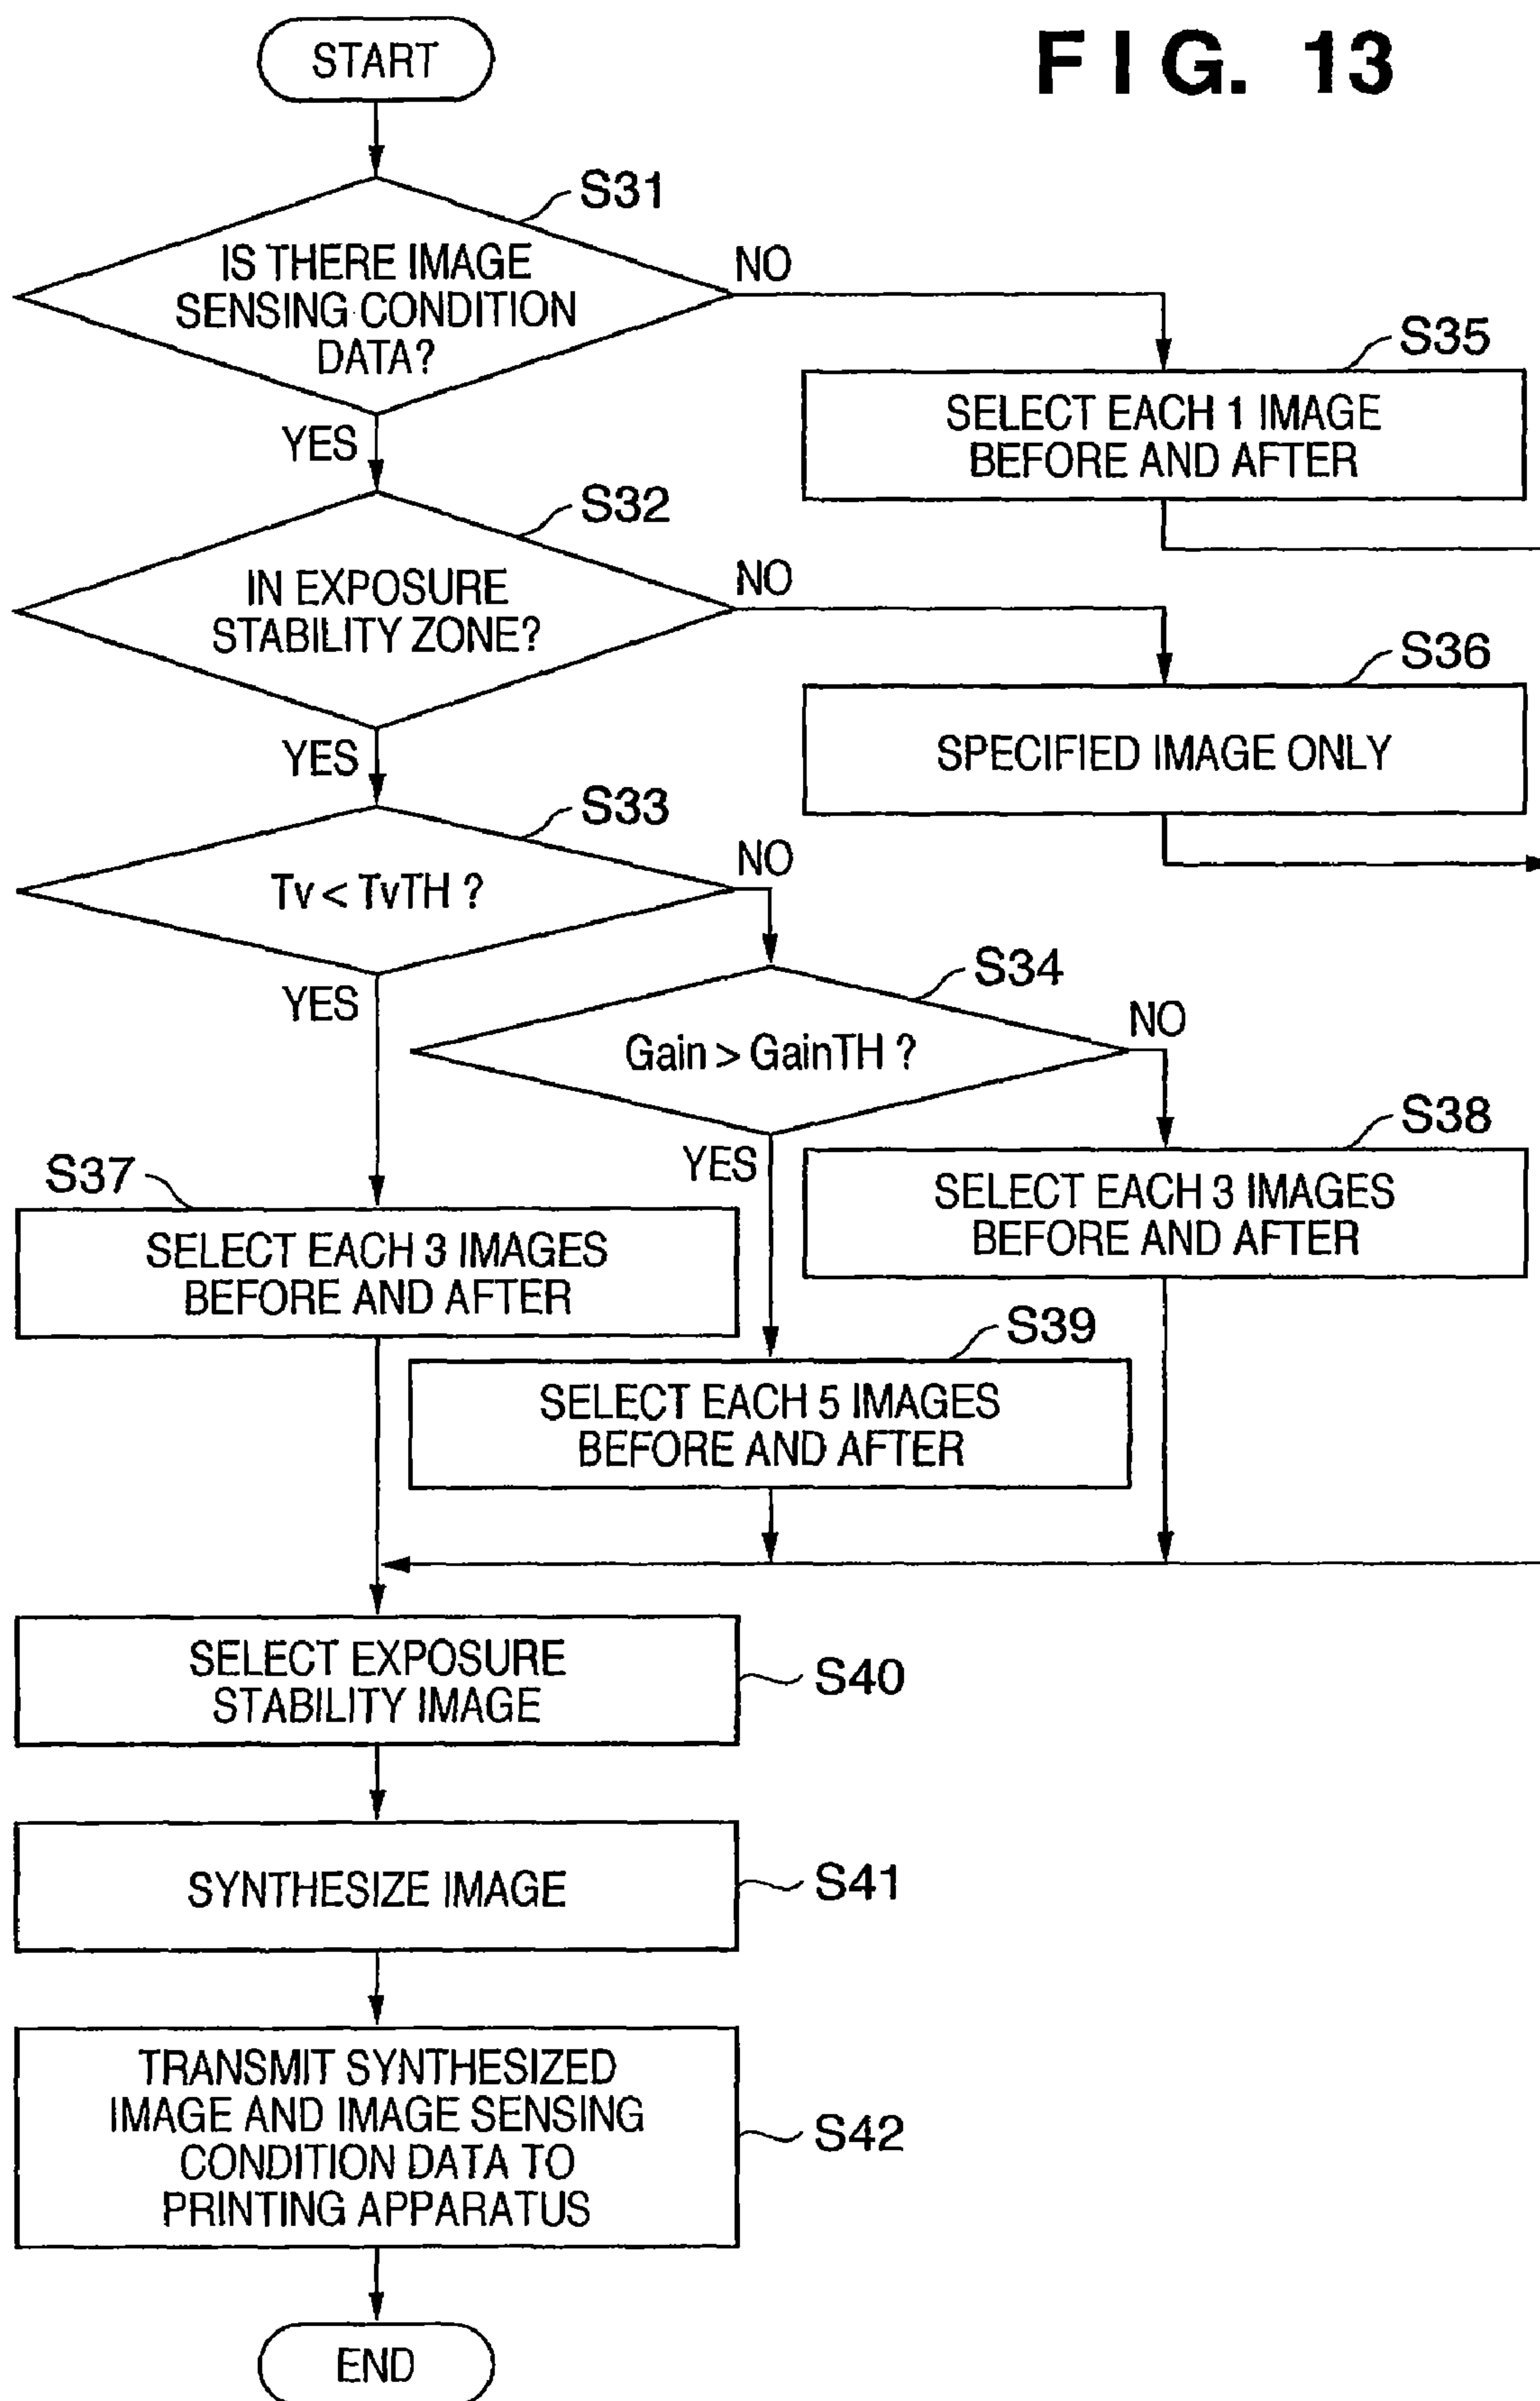 FIG. 13
START
S31
IS THERE IMAGE
SENSING CONDITION
DATA?
NO
YES
S35
SELECT EACH 1 IMAGE
BEFORE AND AFTER
S32
IN EXPOSURE
STABILITY ZONE?
NO
YES
S36
SPECIFIED IMAGE ONLY
S33
Tv < TvTH ?
NO
YES
S34
Gain > GainTH ?
NO
YES
S38
SELECT EACH 3 IMAGES
BEFORE AND AFTER
S37
SELECT EACH 3 IMAGES
BEFORE AND AFTER
S39
SELECT EACH 5 IMAGES
BEFORE AND AFTER
SELECT EXPOSURE
STABILITY IMAGE
S40
SYNTHESIZE IMAGE
S41
TRANSMIT SYNTHESIZED
IMAGE AND IMAGE SENSING
CONDITION DATA TO
PRINTING APPARATUS
S42
END